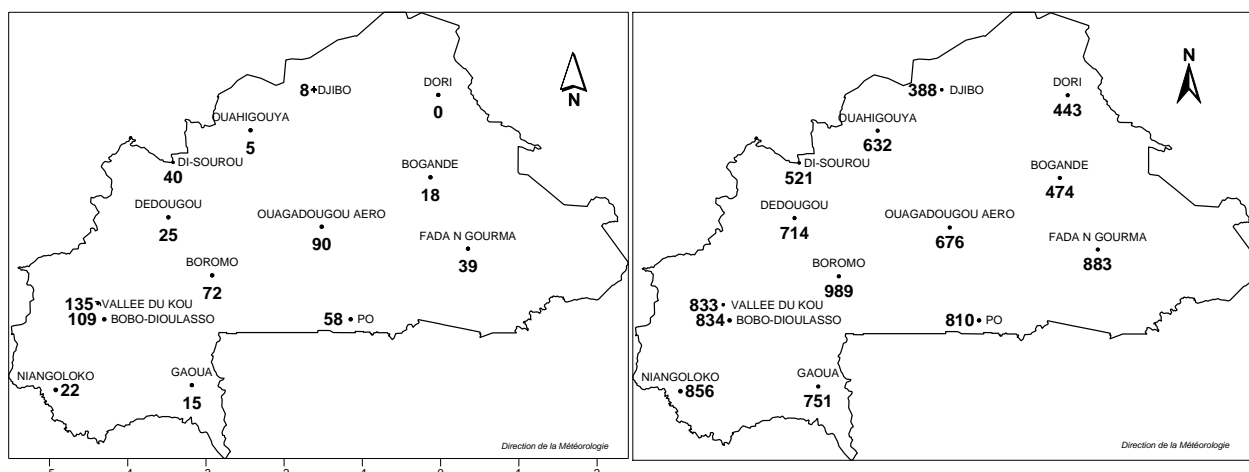 8 DJIBO
DORI
0
N
OUAHIGOUYA
5
DI-SOUROU
40
BOGANDE
18
DEDOUGOU
25
OUAGADOUGOU AERO
90
FADA N GOURMA
39
BOROMO
72
135 VALLEE DU KOU
109 BOBO-DIOULASSO
58 PO
NIANGOLOKO
22
GAOUA
15
Direction de la Météorologie
N
388 DJIBO
DORI
443
OUAHIGOUYA
632
DI-SOUROU
521
BOGANDE
474
DEDOUGOU
714
OUAGADOUGOU AERO
676
FADA N GOURMA
883
BOROMO
989
833 VALLEE DU KOU
834 BOBO-DIOULASSO
810 PO
NIANGOLOKO
856
GAOUA
751
Direction de la Météorologie